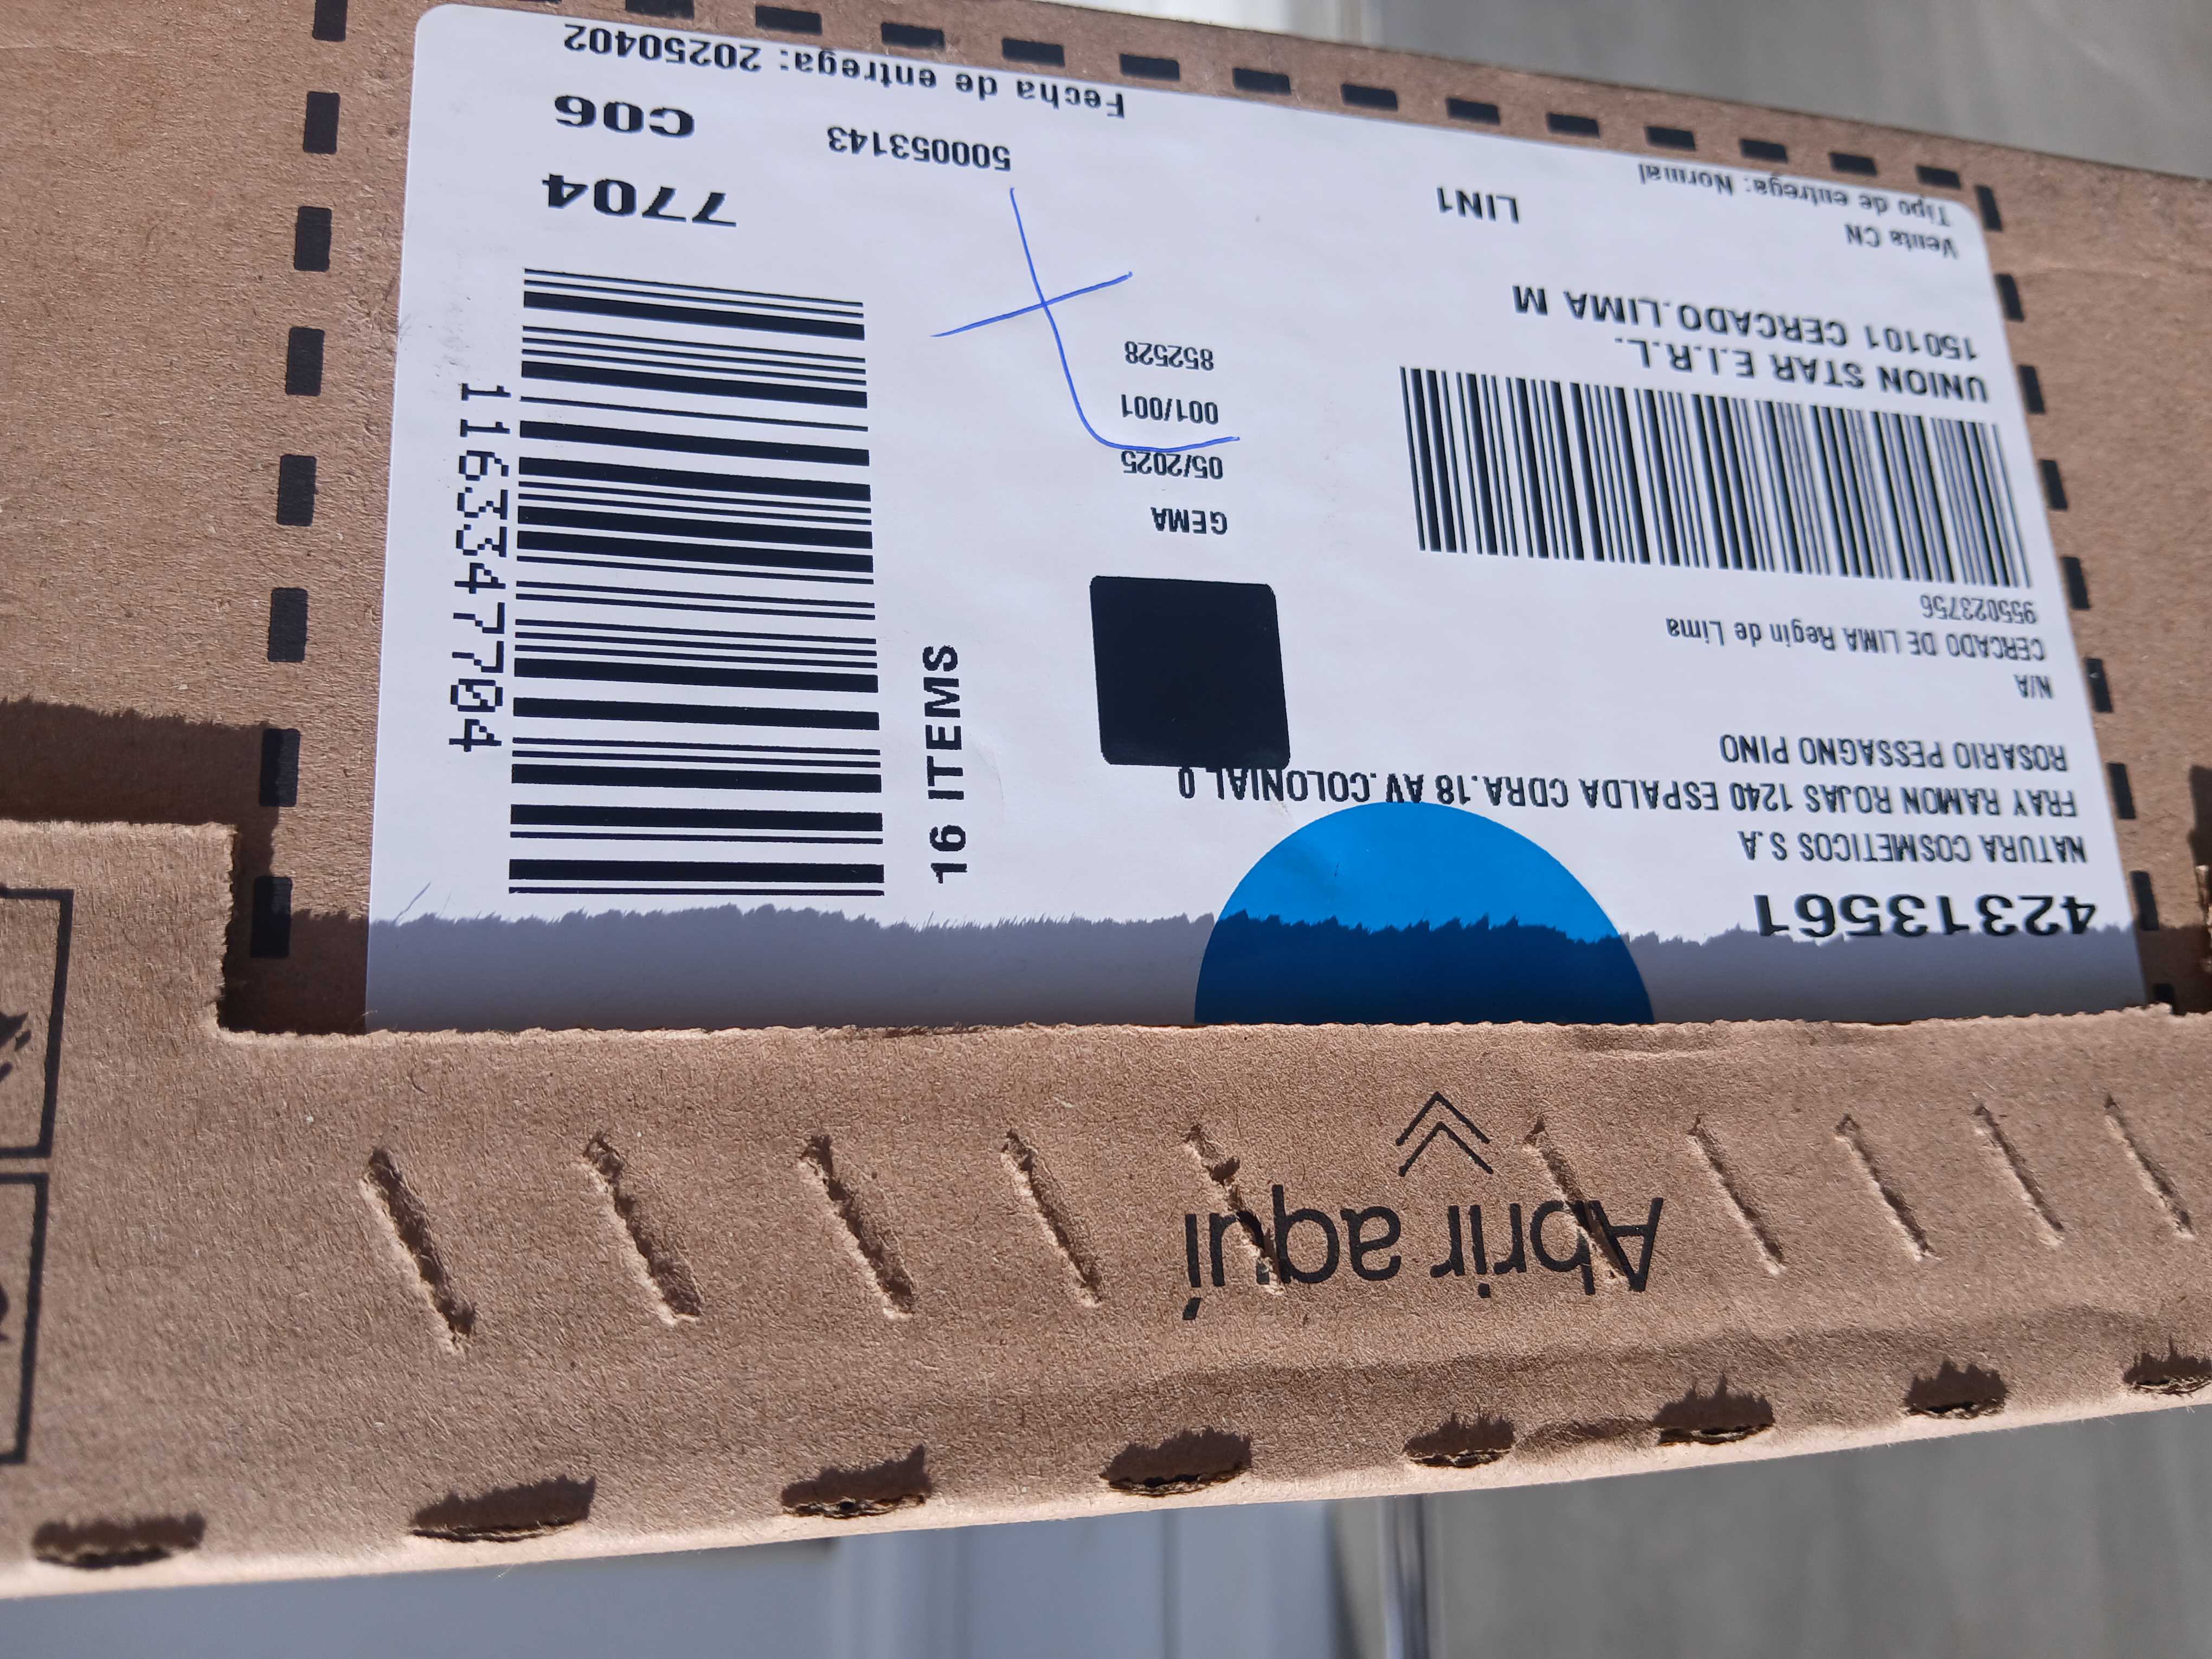 42313561
NATURA COSMETICOS S.A
FRAY RAMON ROJAS 1240 ESPALDA CDRA.18 AV.COLONIAL 0
ROSARIO PESSAGNO PINO
N/A
CERCADO DE LIMA Regin de Lima
955023756
UNION STAR E.I.R.L.
150101 CERCADO.LIMA M
Venta CN
LIN1
Tipo de entrega: Normal
GEMA
05/2025
001/001
852528
16 ITEMS
11633477704
7704
500053143
C06
Fecha de entrega: 20250402
Abrir aquí